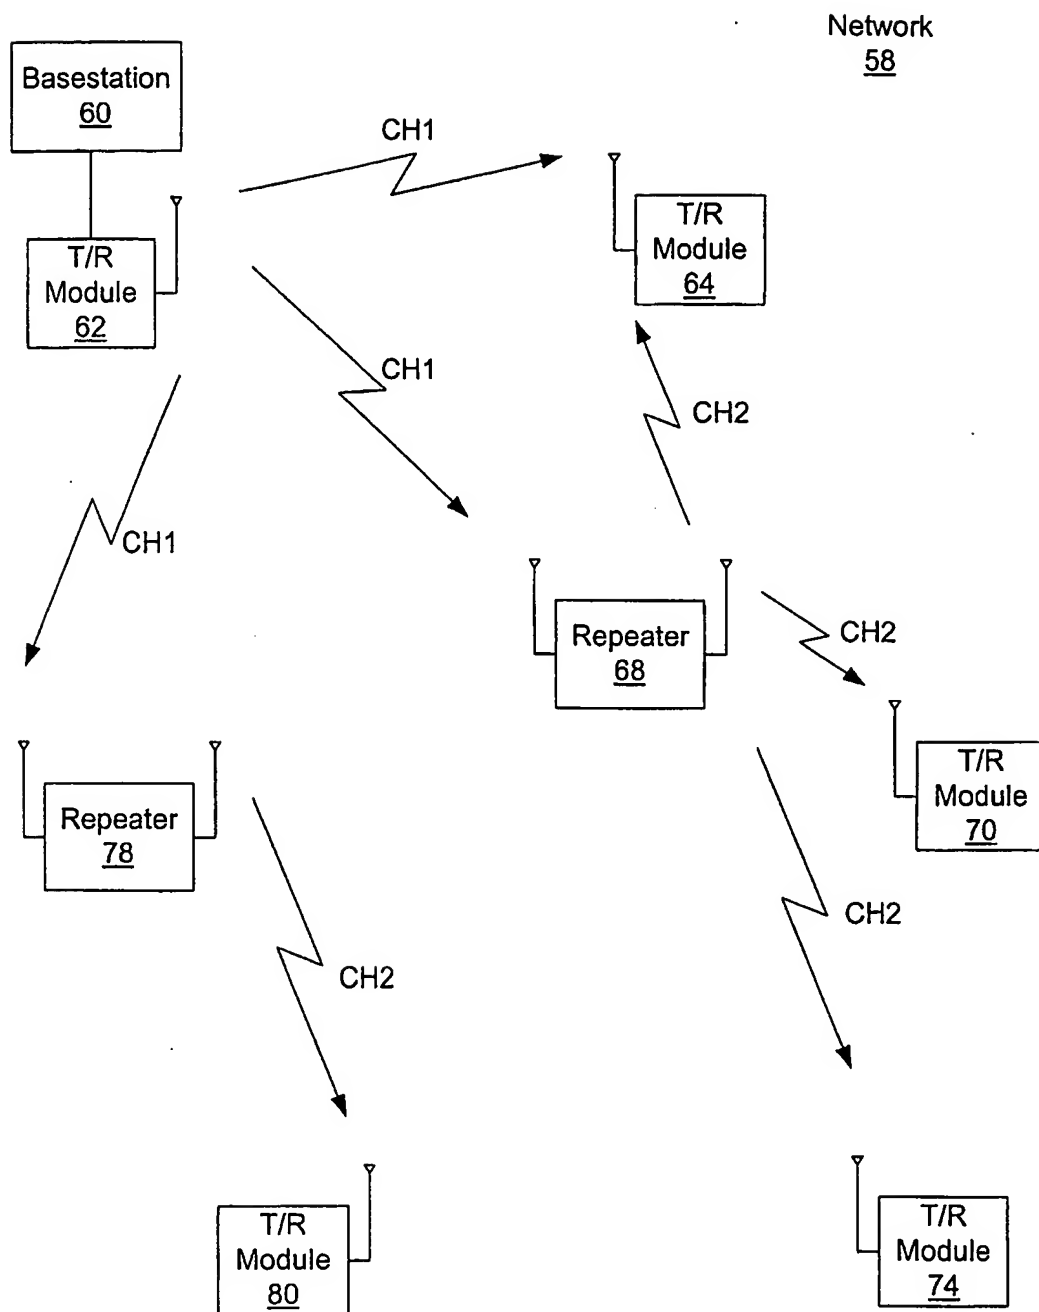 Network
58
Basestation
60
CH1
T/R
Module
62
T/R
Module
64
CH1
CH2
CH1
Repeater
68
CH2
Repeater
78
T/R
Module
70
CH2
CH2
T/R
Module
80
T/R
Module
74